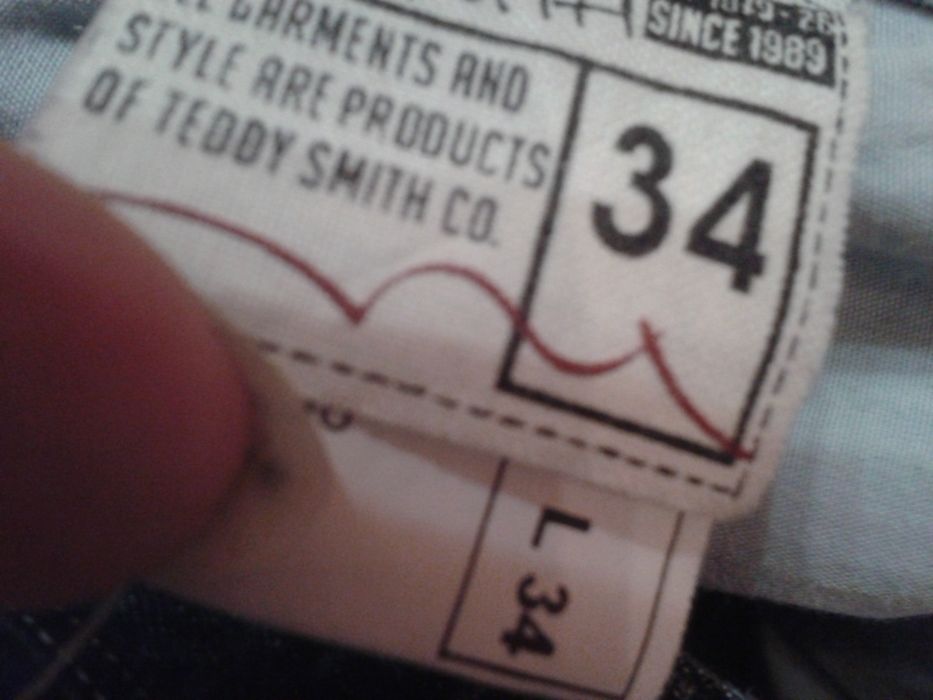 SINCE 1989
GARMENTS AND
STYLE ARE PRODUCTS
OF TEDDY SMITH CO.
34
L 34